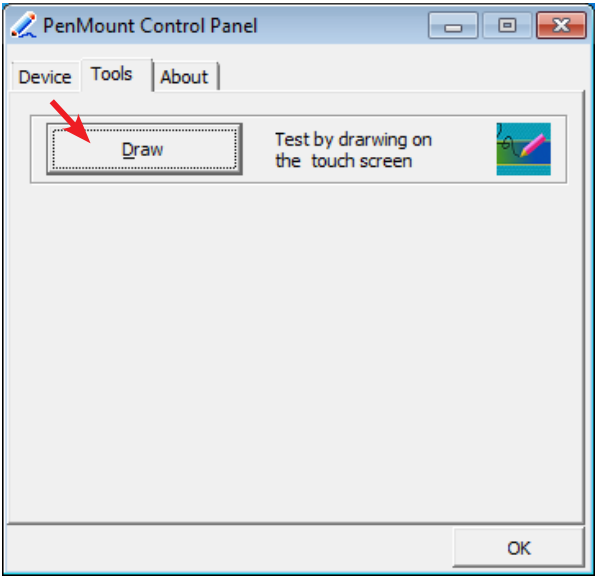 PenMount Control Panel
Device Tools About
Draw
Test by drarwing on
the touch screen
OK